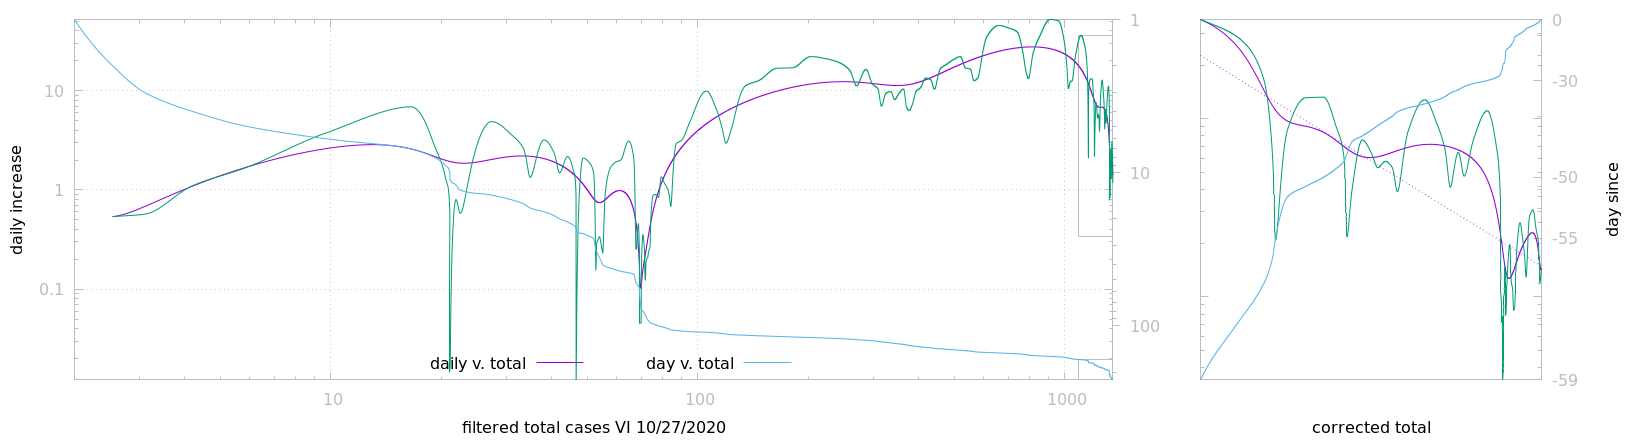 daily increase
10
1
0.1
daily v. total
day v. total
10
100
1000
filtered total cases VI 10/27/2020
1
10
100
0
-30
-50
-55
-59
day since
corrected total